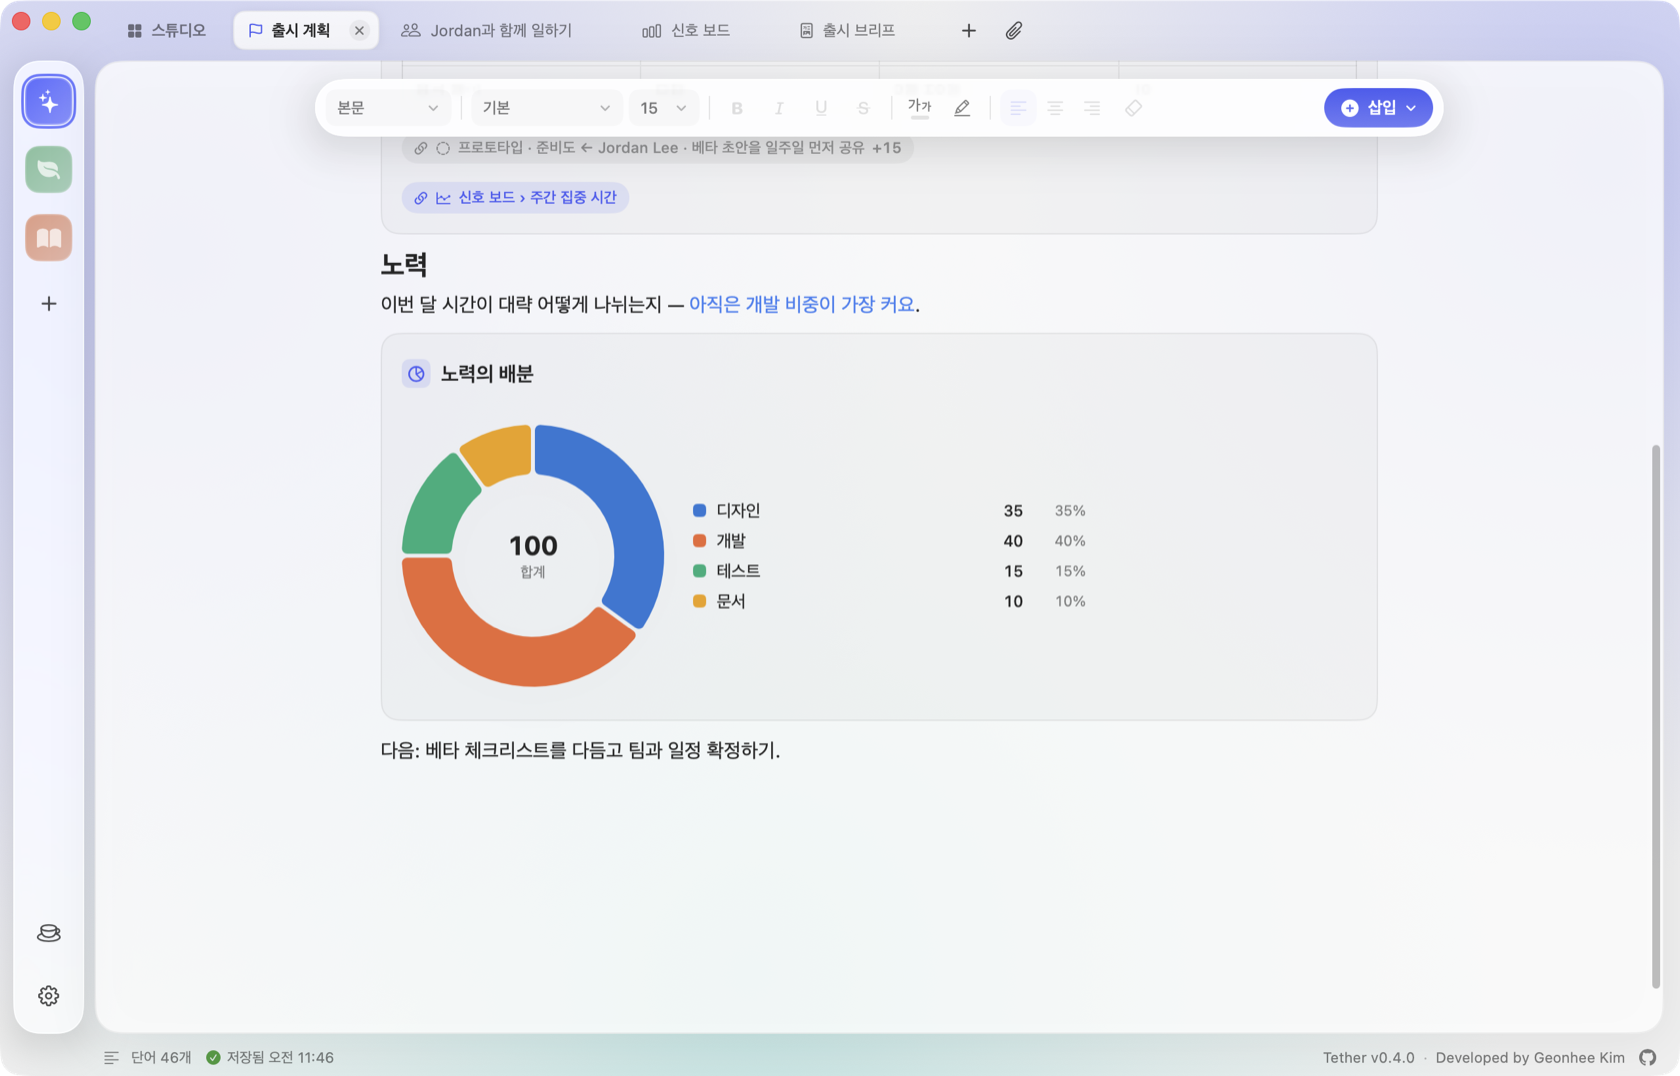 스튜디오
출시 계획
Jordan과 함께 일하기
신호 보드
출시 브리프
본문
기본
15
B I U S
가가
삽입
프로토타입 · 준비도 ← Jordan Lee · 베타 초안을 일주일 먼저 공유 +15
신호 보드 › 주간 집중 시간
노력
이번 달 시간이 대략 어떻게 나뉘는지 — 아직은 개발 비중이 가장 커요.
노력의 배분
100
합계
디자인 35 35%
개발 40 40%
테스트 15 15%
문서 10 10%
다음: 베타 체크리스트를 다듬고 팀과 일정 확정하기.
단어 46개
저장됨 오전 11:46
Tether v0.4.0 · Developed by Geonhee Kim